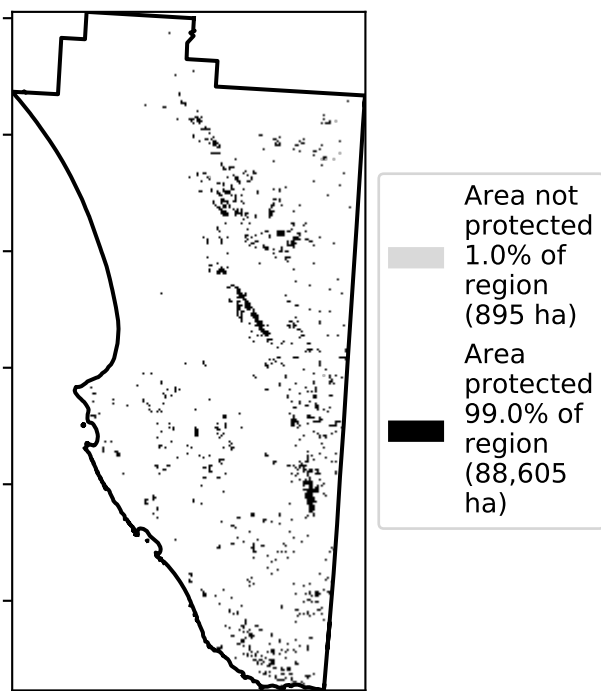 Area not
protected
1.0% of
region
(895 ha)
Area
protected
99.0% of
region
(88,605
ha)